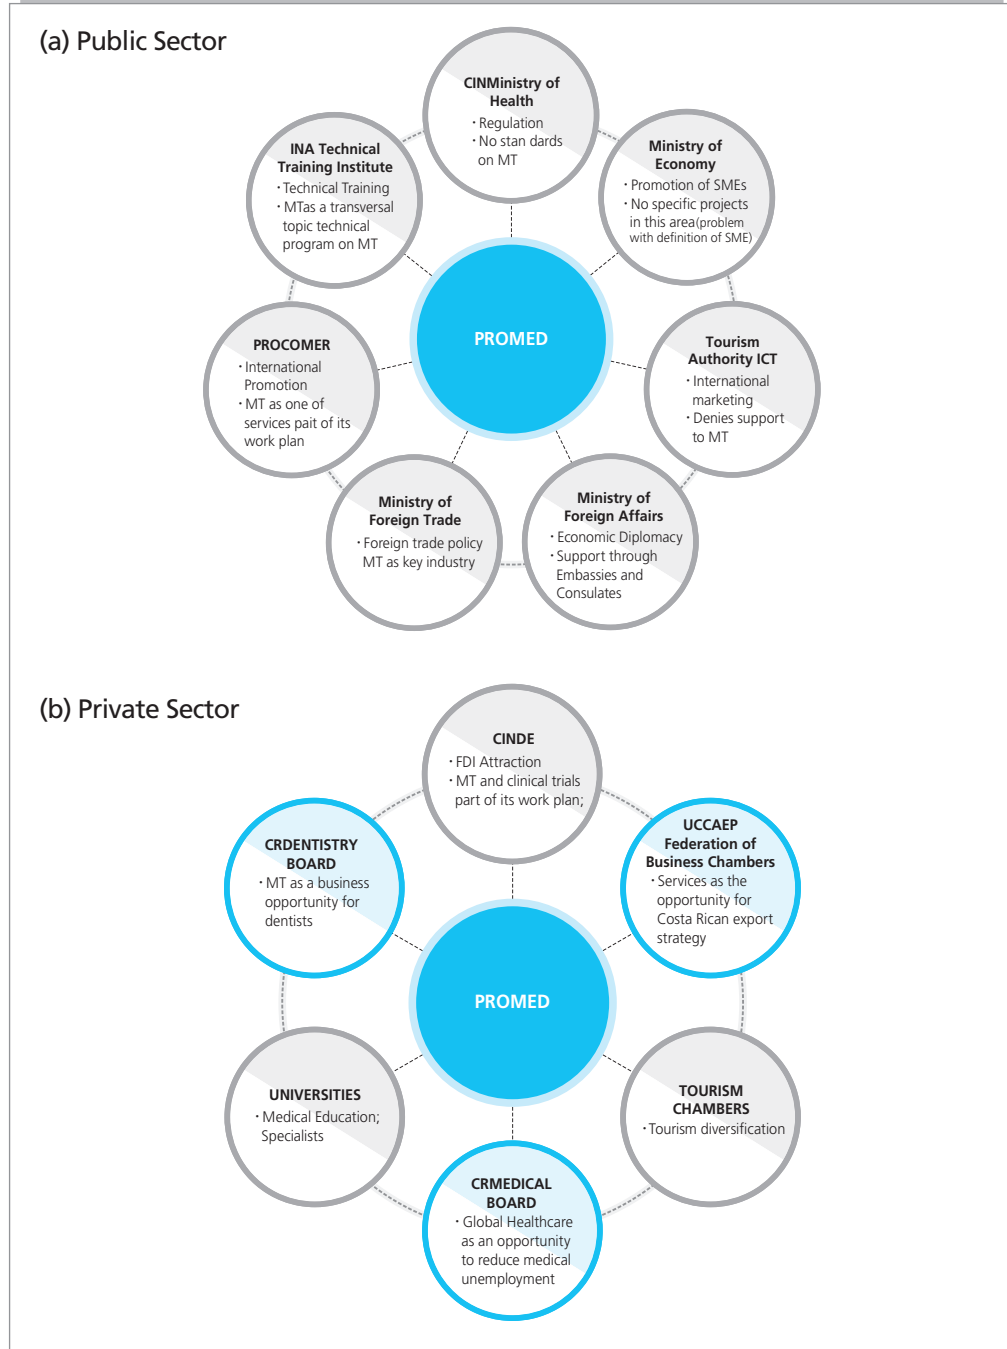 (a) Public Sector
CINMinistry of
Health
· Regulation
· No stan dards
on MT
Ministry of
Economy
· Promotion of SMEs
· No specific projects
in this area(problem
with definition of SME)
Tourism
Authority ICT
· International
marketing
· Denies support
to MT
Ministry of
Foreign Affairs
· Economic Diplomacy
· Support through
Embassies and
Consulates
Ministry of
Foreign Trade
· Foreign trade policy
MT as key industry
PROCOMER
· International
Promotion
· MT as one of
services pait of its
work plan
INA Technical
Training Institute
· Technical Training
· MTas a transversal
topic technical
program on MT
PROMED
(b) Private Sector
CINDE
· FDI Attraction
· MT and clinical trials
part of its work plan;
UCCAEP
Federation of
Business Chambers
· Services as the
opportunity for
Costa Rican export
strategy
TOURISM
CHAMBERS
· Tourism diversification
CRMEDICAL
BOARD
· Global Healthcare
as an opportunity
to reduce medical
unemployment
UNIVERSITIES
· Medical Education;
Specialists
CRDENTISTRY
BOARD
· MT as a business
opportunity for
dentists
PROMED